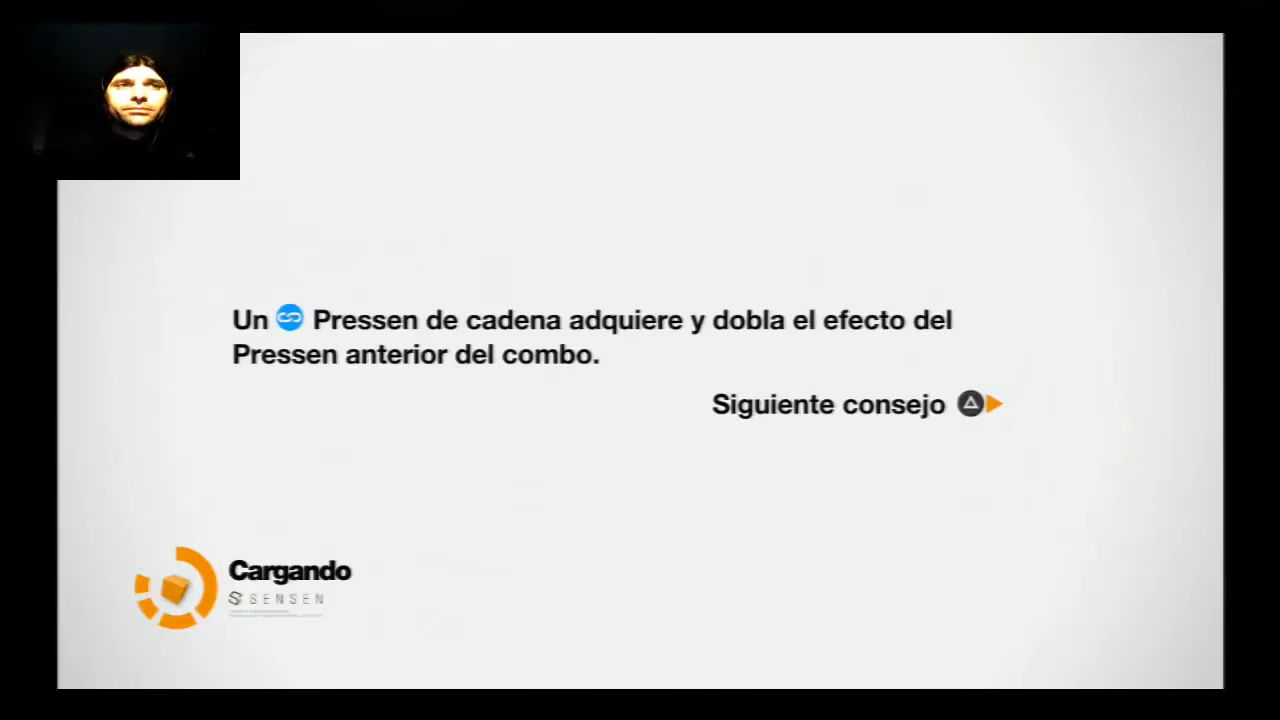 Un Pressen de cadena adquiere y dobla el efecto del
Pressen anterior del combo.
Siguiente consejo
Cargando
SENSEN